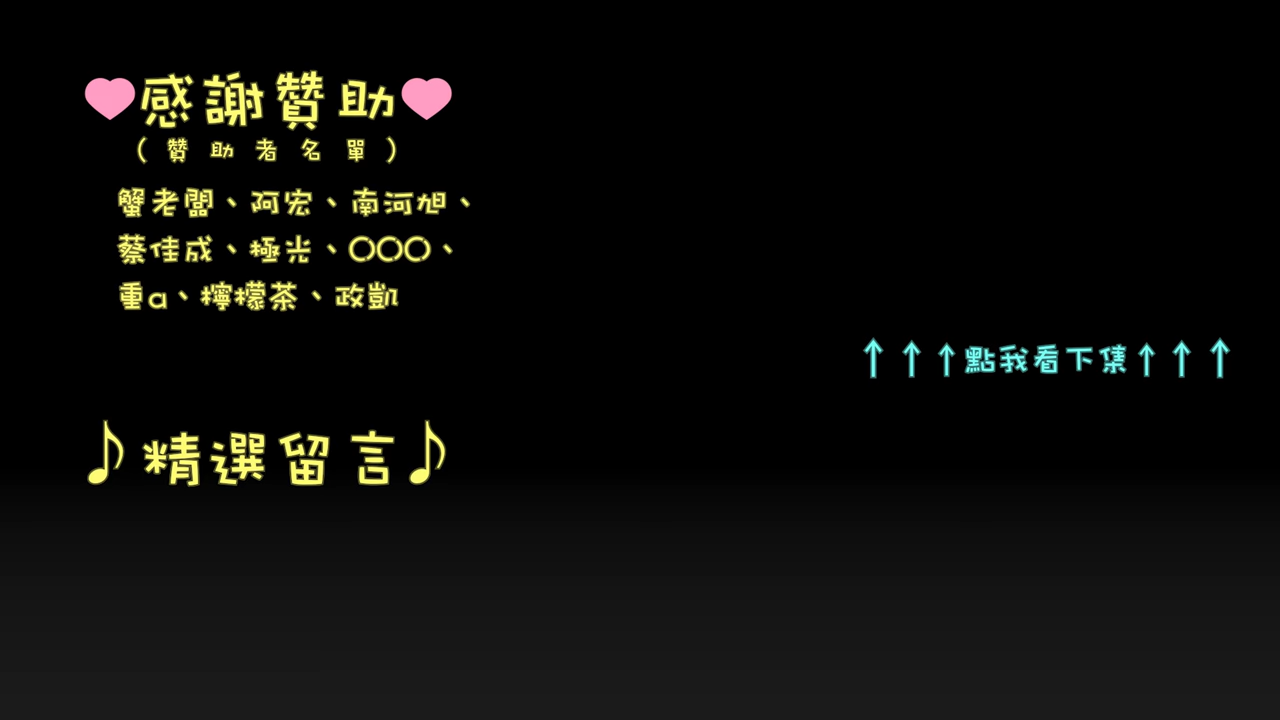 感謝贊助
(贊助者名單)
蟹老闆、阿宏、南河旭、
蔡佳成、極光、〇〇〇、
重a、檸檬茶、政凱
↑↑↑點我看下集↑↑↑
♪精選留言♪